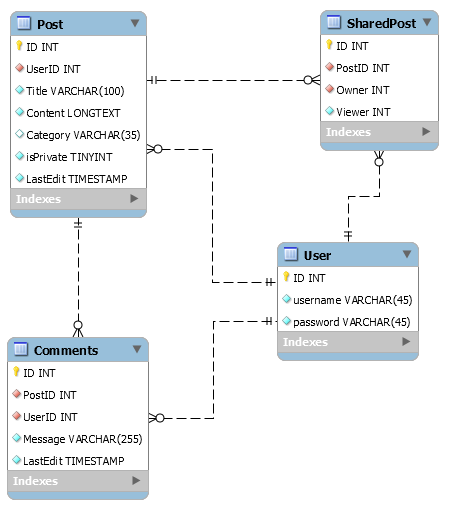 Post
ID INT
UserID INT
Title VARCHAR(100)
Content LONGTEXT
Category VARCHAR(35)
isPrivate TINYINT
LastEdit TIMESTAMP
Indexes
SharedPost
ID INT
PostID INT
Owner INT
Viewer INT
Indexes
User
ID INT
username VARCHAR(45)
password VARCHAR(45)
Indexes
Comments
ID INT
PostID INT
UserID INT
Message VARCHAR(255)
LastEdit TIMESTAMP
Indexes